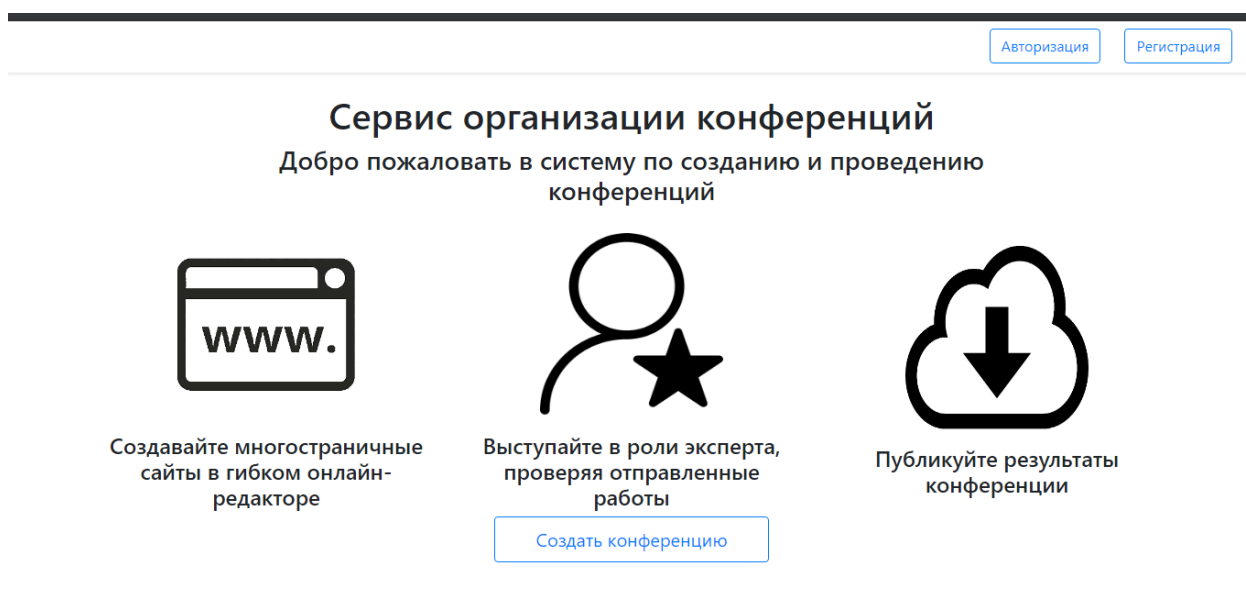 Авторизация
Регистрация
Сервис организации конференций
Добро пожаловать в систему по созданию и проведению
конференций
www.
Создавайте многостраничные
сайты в гибком онлайн-
редакторе
Выступайте в роли эксперта,
проверяя отправленные
работы
Публикуйте результаты
конференции
Создать конференцию